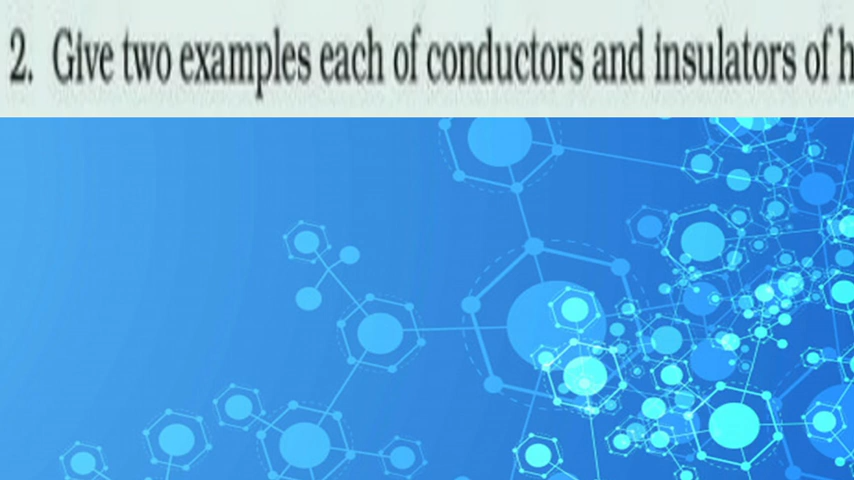 2. Give two examples each of conductors and insulators of h